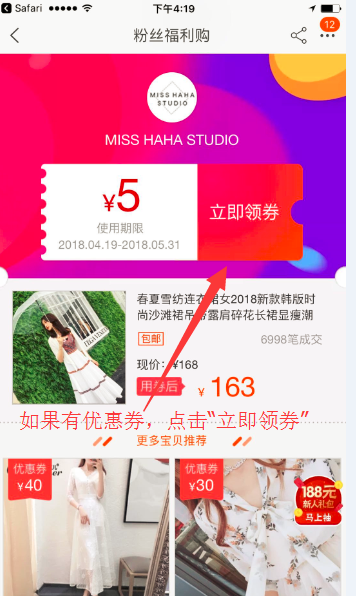 Safari
下午4:19
粉丝福利购
12
MISS HAHA
STUDIO
MISS HAHA STUDIO
¥5
使用期限
2018.04.19-2018.05.31
立即领券
春夏雪纺连衣裙女2018新款韩版时
尚沙滩裙吊带露肩碎花长裙显瘦潮
包邮
6998笔成交
现价：¥168
用券后
¥ 163
如果有优惠券，点击“立即领券”
更多宝贝推荐
优惠券
¥40
优惠券
¥30
188元
新人礼包
马上抽